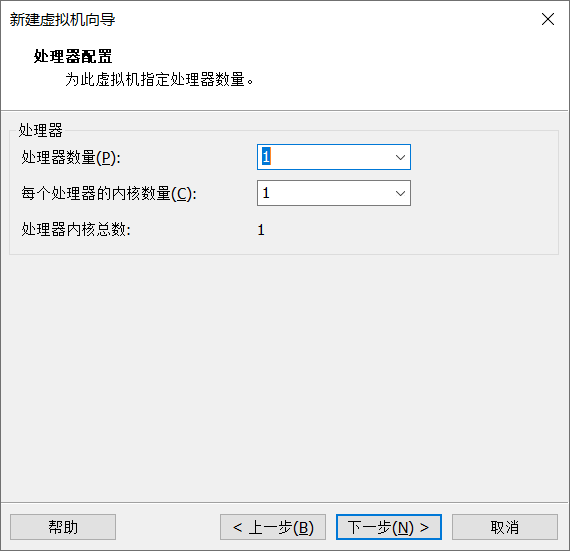 新建虚拟机向导
处理器配置
为此虚拟机指定处理器数量。
处理器
处理器数量(P): 1
每个处理器的内核数量(C): 1
处理器内核总数: 1
帮助 < 上一步(B) 下一步(N) > 取消